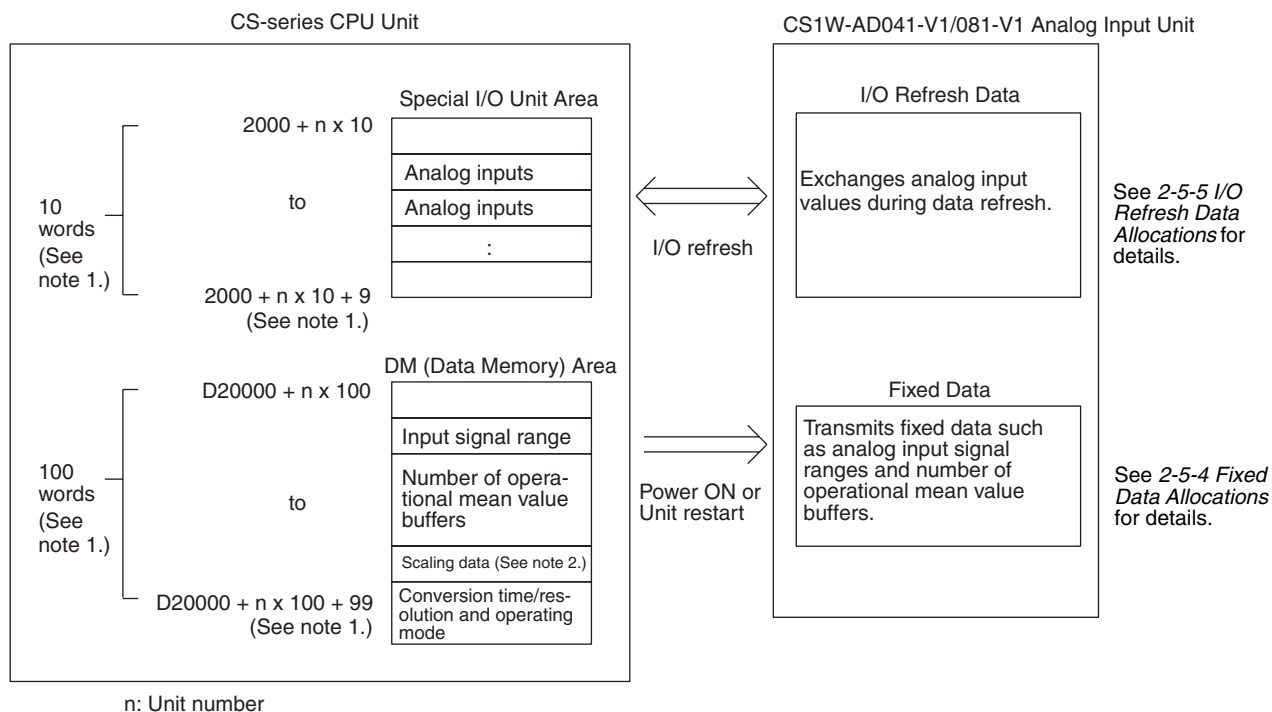 CS-series CPU Unit
CS1W-AD041-V1/081-V1 Analog Input Unit
Special I/O Unit Area
I/O Refresh Data
2000 + n x 10
Analog inputs
to
Analog inputs
:
10
words
(See
note 1.)
2000 + n x 10 + 9
(See note 1.)
I/O refresh
Exchanges analog input
values during data refresh.
See 2-5-5 I/O
Refresh Data
Allocations for
details.
DM (Data Memory) Area
Fixed Data
D20000 + n x 100
Input signal range
Number of opera-
tional mean value
buffers
to
100
words
(See
note 1.)
Scaling data (See note 2.)
D20000 + n x 100 + 99
(See note 1.)
Conversion time/res-
olution and operating
mode
Power ON or
Unit restart
Transmits fixed data such
as analog input signal
ranges and number of
operational mean value
buffers.
See 2-5-4 Fixed
Data Allocations
for details.
n: Unit number